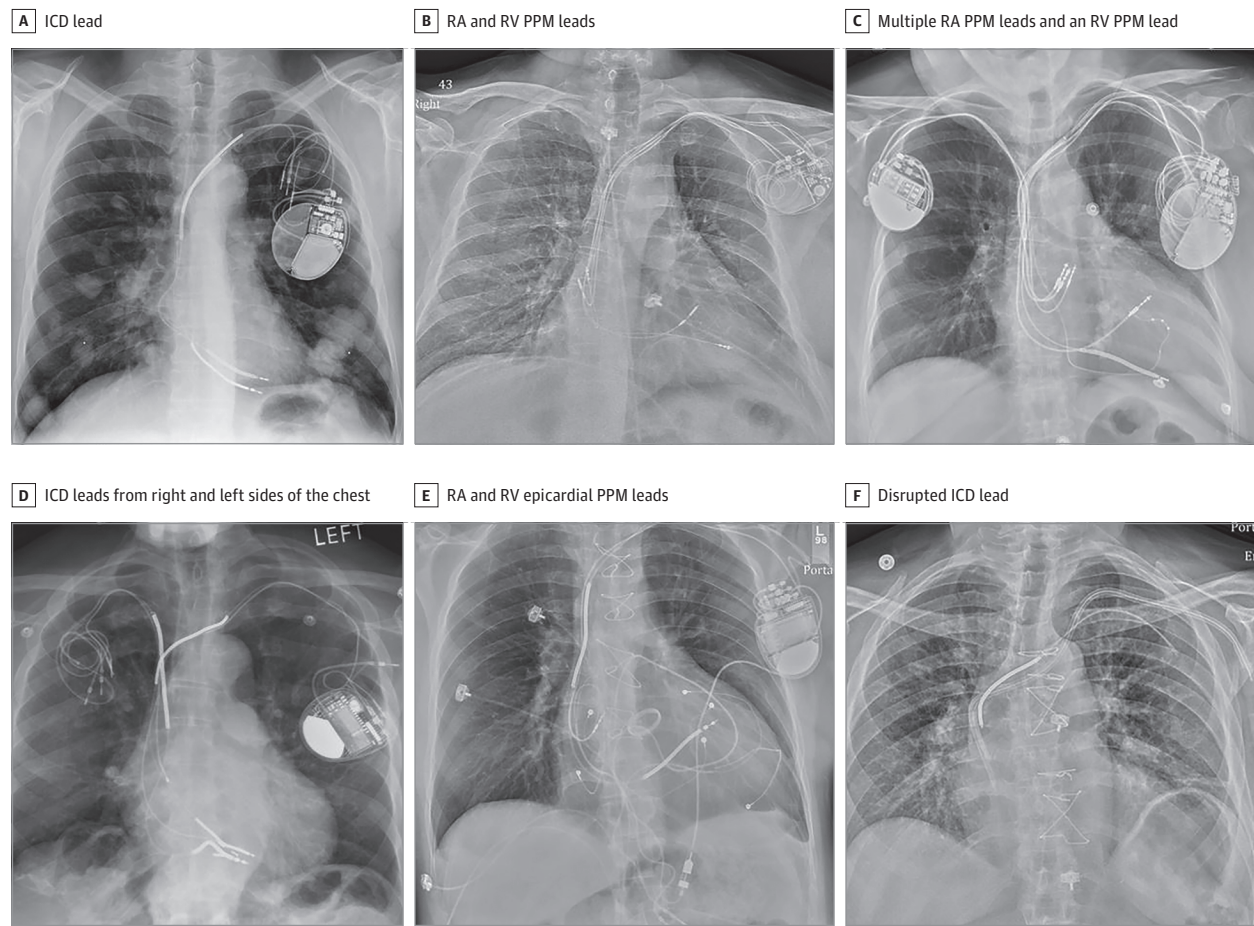 A ICD lead
B RA and RV PPM leads
C Multiple RA PPM leads and an RV PPM lead
43
Right
D ICD leads from right and left sides of the chest
E RA and RV epicardial PPM leads
F Disrupted ICD lead
LEFT
L
98
Porta
Port
E